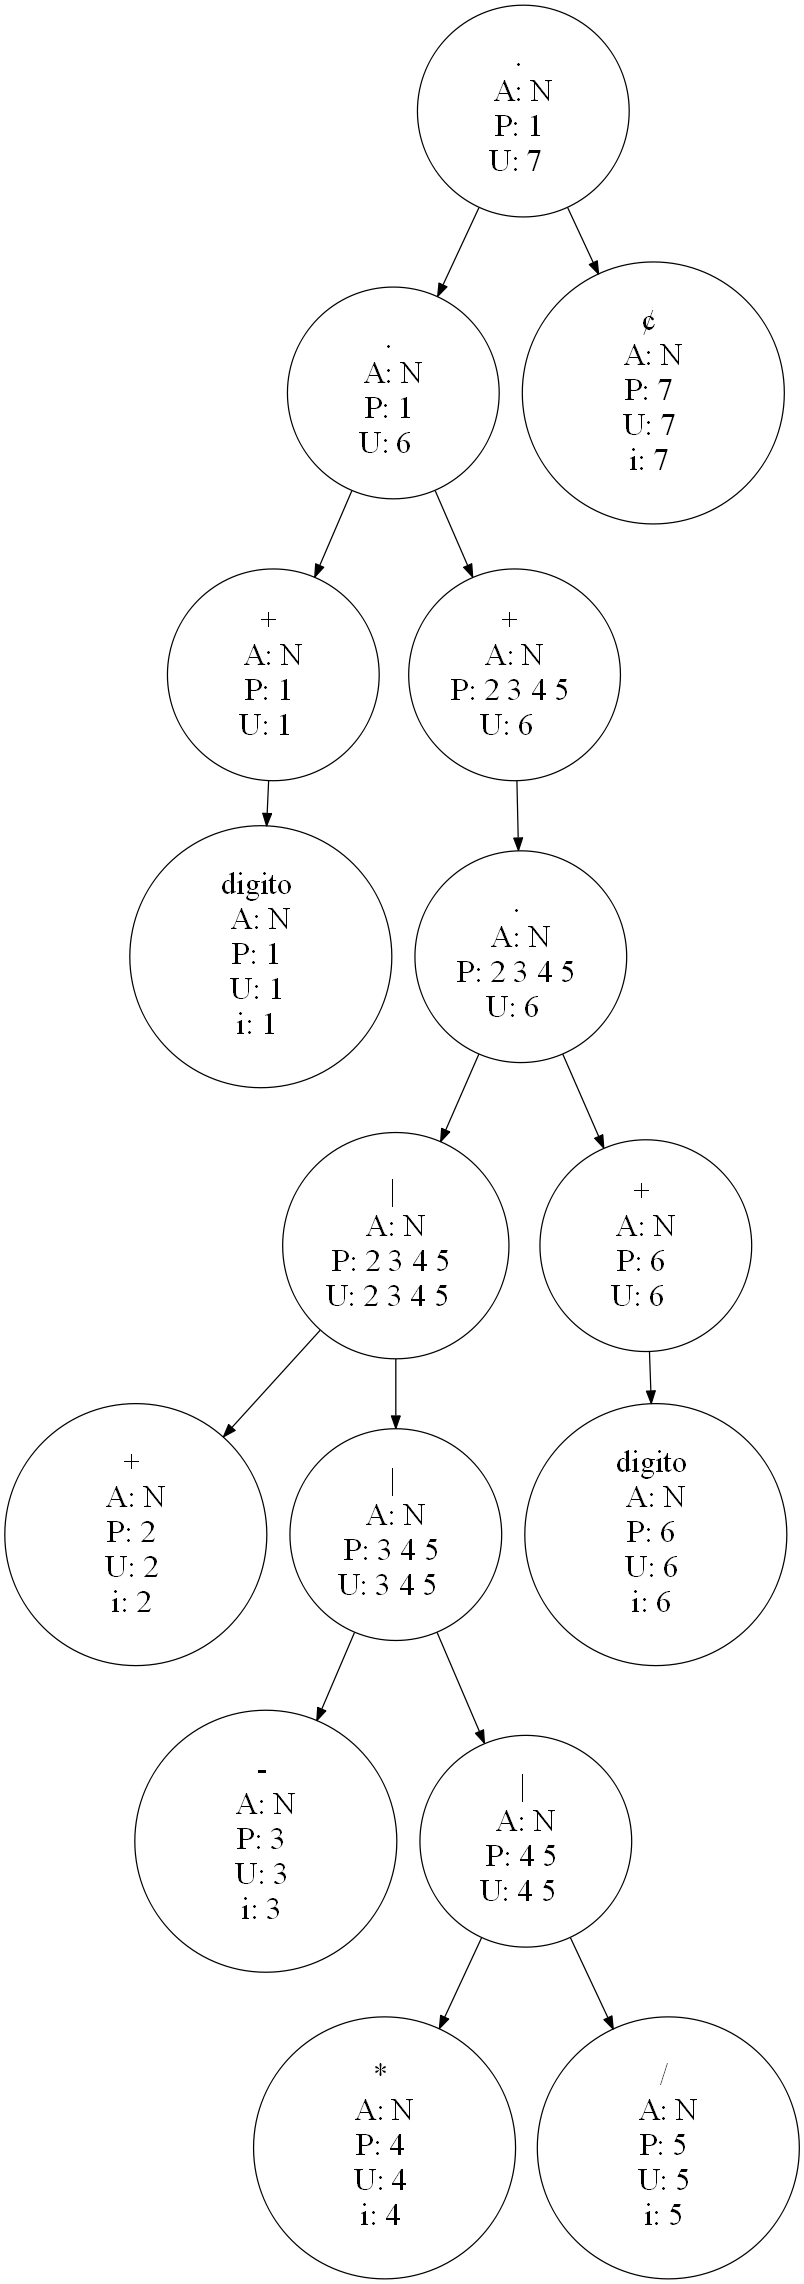 .
A: N
P: 1
U: 7
.
A: N
P: 1
U: 6
¢
A: N
P: 7
U: 7
i: 7
+
A: N
P: 1
U: 1
+
A: N
P: 2 3 4 5
U: 6
digito
A: N
P: 1
U: 1
i: 1
.
A: N
P: 2 3 4 5
U: 6
|
A: N
P: 2 3 4 5
U: 2 3 4 5
+
A: N
P: 6
U: 6
+
A: N
P: 2
U: 2
i: 2
|
A: N
P: 3 4 5
U: 3 4 5
digito
A: N
P: 6
U: 6
i: 6
-
A: N
P: 3
U: 3
i: 3
|
A: N
P: 4 5
U: 4 5
*
A: N
P: 4
U: 4
i: 4
/
A: N
P: 5
U: 5
i: 5